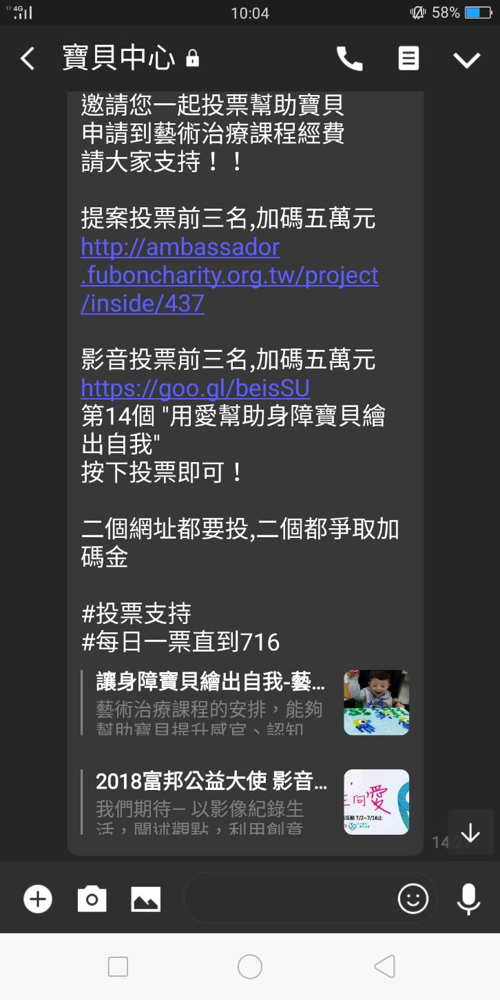 4G
10:04
58%
寶貝中心
邀請您一起投票幫助寶貝
申請到藝術治療課程經費
請大家支持！！
提案投票前三名,加碼五萬元
http://ambassador
.fuboncharity.org.tw/project
/inside/437
影音投票前三名,加碼五萬元
https://goo.gl/beisSU
第14個 "用愛幫助身障寶貝繪
出自我"
按下投票即可！
二個網址都要投,二個都爭取加
碼金
#投票支持
#每日一票直到716
讓身障寶貝繪出自我-藝...
藝術治療課程的安排，能夠
幫助寶貝提升感官、認知
2018富邦公益大使 影音...
我們期待— 以影像紀錄生
活，闡述觀點，利用創意
向愛
活動 7/2~7/16止
14:21